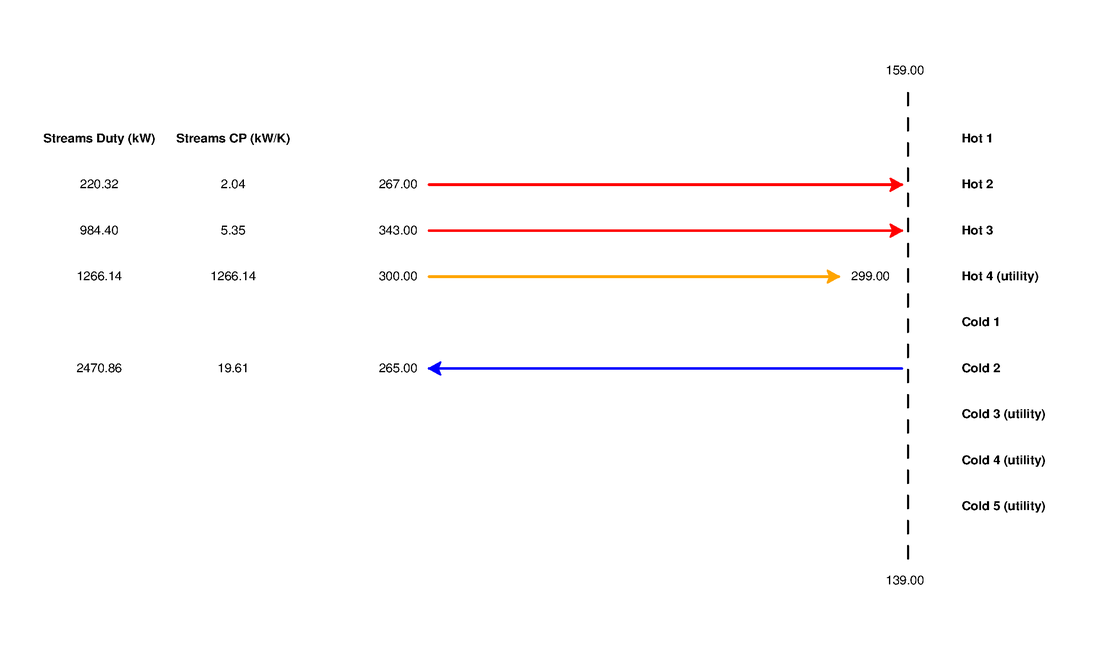 159.00
Streams Duty (kW) Streams CP (kW/K) Hot 1
220.32 2.04 267.00 Hot 2
984.40 5.35 343.00 Hot 3
1266.14 1266.14 300.00 299.00 Hot 4 (utility)
Cold 1
2470.86 19.61 265.00 Cold 2
Cold 3 (utility)
Cold 4 (utility)
Cold 5 (utility)
139.00